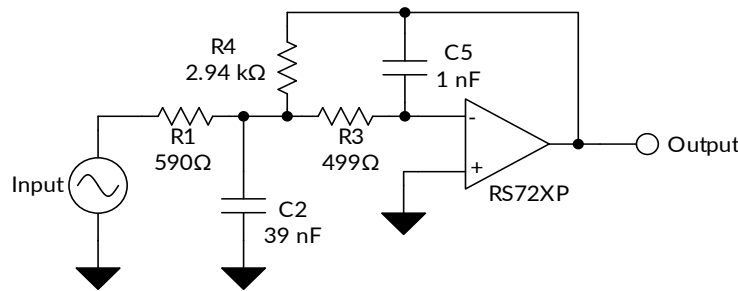 R4
2.94 kΩ
C5
1 nF
R1
590Ω
R3
499Ω
-
+
Output
Input
RS72XP
C2
39 nF